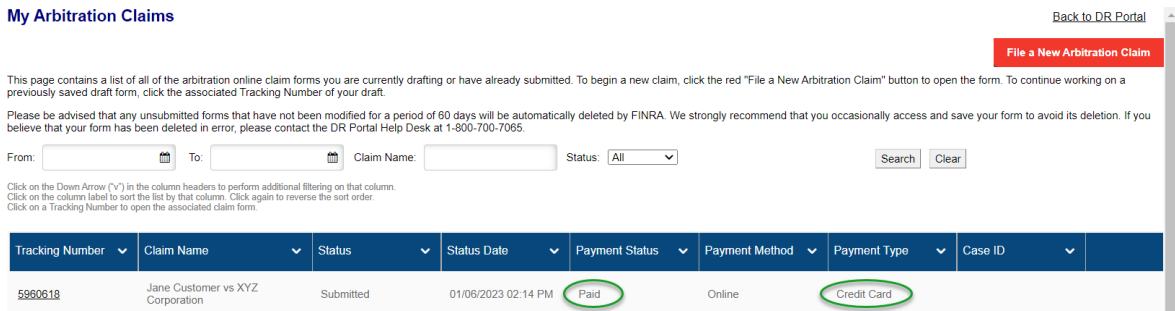 My Arbitration Claims
Back to DR Portal
File a New Arbitration Claim
This page contains a list of all of the arbitration online claim forms you are currently drafting or have already submitted. To begin a new claim, click the red "File a New Arbitration Claim" button to open the form. To continue working on a
previously saved draft form, click the associated Tracking Number of your draft.
Please be advised that any unsubmitted forms that have not been modified for a period of 60 days will be automatically deleted by FINRA. We strongly recommend that you occasionally access and save your form to avoid its deletion. If you
believe that your form has been deleted in error, please contact the DR Portal Help Desk at 1-800-700-7065.
From: To: Claim Name: Status: All Search Clear
Click on the Down Arrow ("v") in the column headers to perform additional filtering on that column.
Click on the column label to sort the list by that column. Click again to reverse the sort order.
Click on a Tracking Number to open the associated claim form.
Tracking Number Claim Name Status Status Date Payment Status Payment Method Payment Type Case ID
5960618 Jane Customer vs XYZ Submitted 01/06/2023 02:14 PM Paid Online Credit Card
Corporation